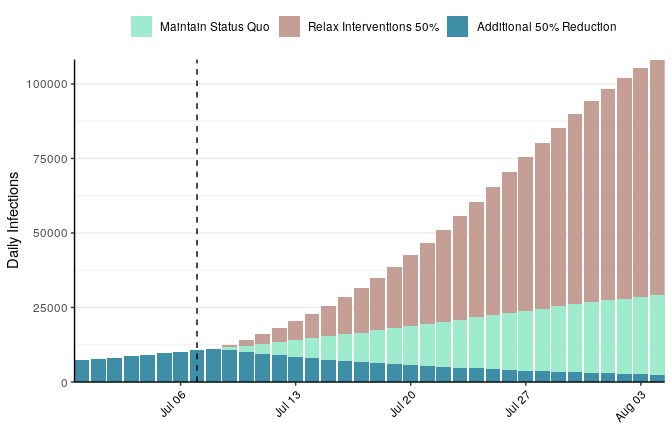 Maintain Status Quo Relax Interventions 50% Additional 50% Reduction
Daily Infections
100000
75000
50000
25000
0
Jul 06 Jul 13 Jul 20 Jul 27 Aug 03